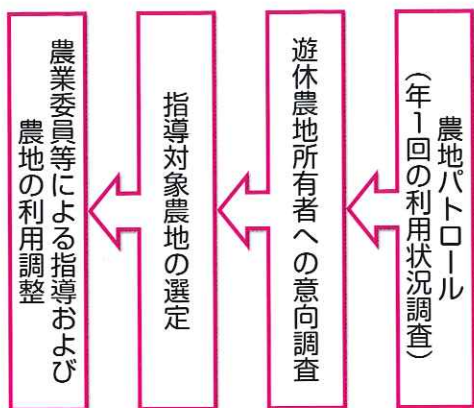 農地パトロール
（年1回の利用状況調査）
遊休農地所有者への意向調査
指導対象農地の選定
農業委員等による指導および
農地の利用調整